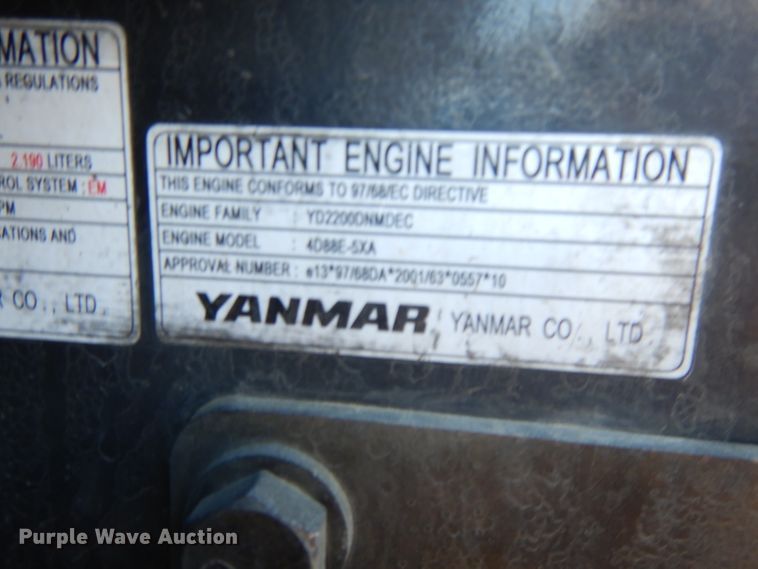 MATION
REGULATIONS
2.190 LITERS
ROL SYSTEM : EM
PM
ATIONS AND
R CO., LTD.
IMPORTANT ENGINE INFORMATION
THIS ENGINE CONFORMS TO 97/68/EC DIRECTIVE
ENGINE FAMILY : YD2200DNMDEC
ENGINE MODEL : 4D88E-5XA
APPROVAL NUMBER : e13*97/68DA*2001/63*0557*10
YANMAR YANMAR CO., LTD.
Purple Wave Auction